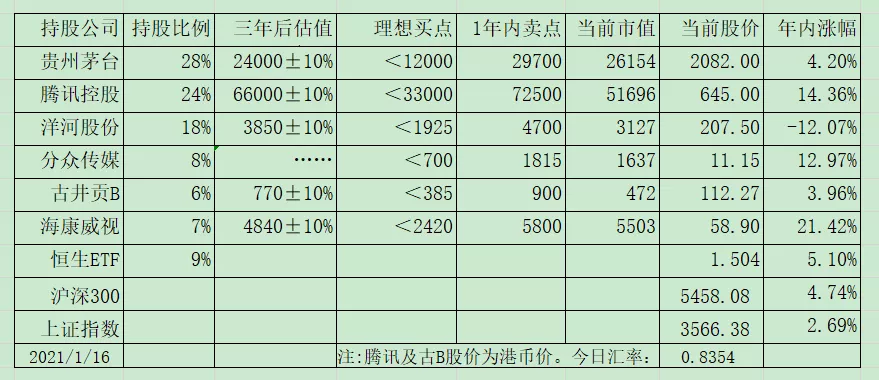 持股公司 持股比例 三年后估值 理想买点 1年内卖点 当前市值 当前股价 年内涨幅
贵州茅台 28% 24000±10% <12000 29700 26154 2082.00 4.20%
腾讯控股 24% 66000±10% <33000 72500 51696 645.00 14.36%
洋河股份 18% 3850±10% <1925 4700 3127 207.50 -12.07%
分众传媒 8% …… <700 1815 1637 11.15 12.97%
古井贡B 6% 770±10% <385 900 472 112.27 3.96%
海康威视 7% 4840±10% <2420 5800 5503 58.90 21.42%
恒生ETF 9% 1.504 5.10%
沪深300 5458.08 4.74%
上证指数 3566.38 2.69%
2021/1/16 注:腾讯及古B股价为港币价。今日汇率: 0.8354